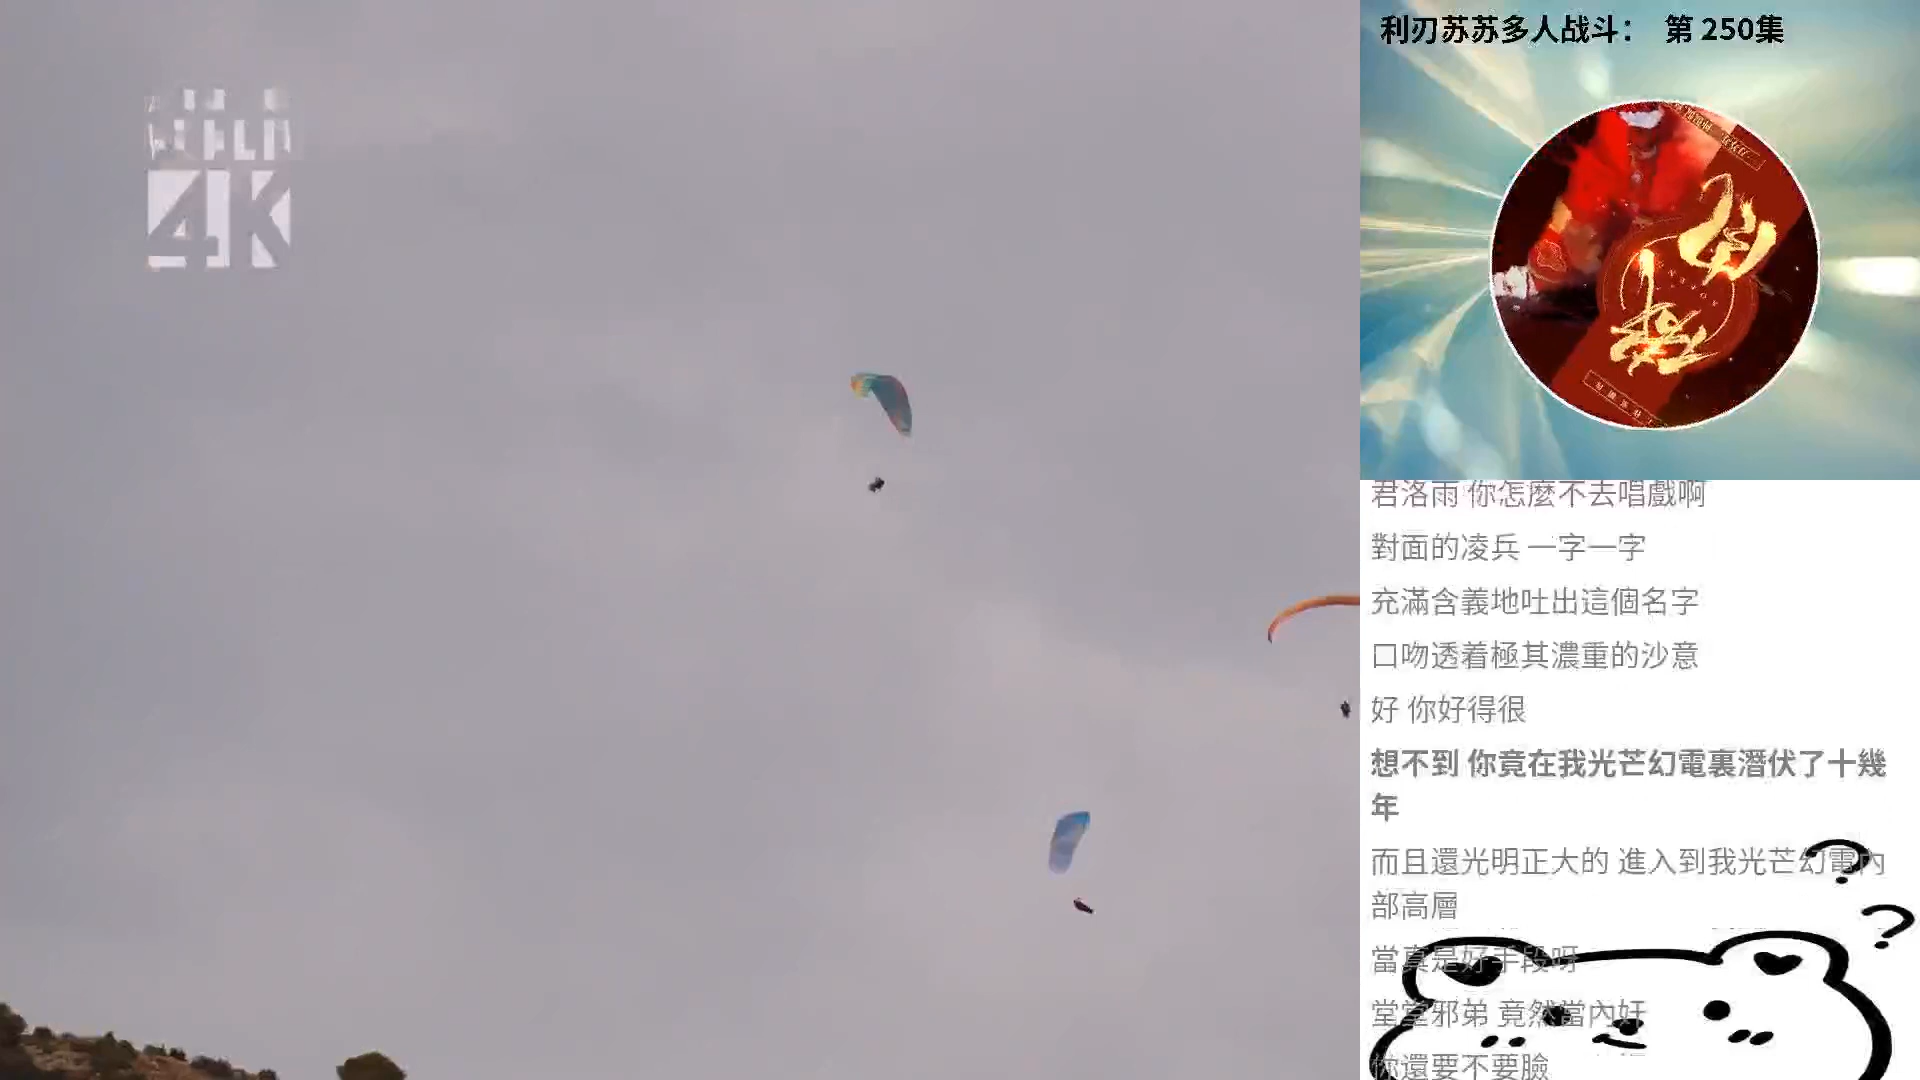 4K
利刃苏苏多人战斗： 第 250集
君洛雨 你怎麼不去唱戲啊
對面的凌兵 一字一字
充滿含義地吐出這個名字
口吻透着極其濃重的沙意
好 你好得很
想不到 你竟在我光芒幻電裏潛伏了十幾
年
而且還光明正大的 進入到我光芒幻電內
部高層
當真是好手段呀
堂堂邪弟 竟然當內奸
你還要不要臉